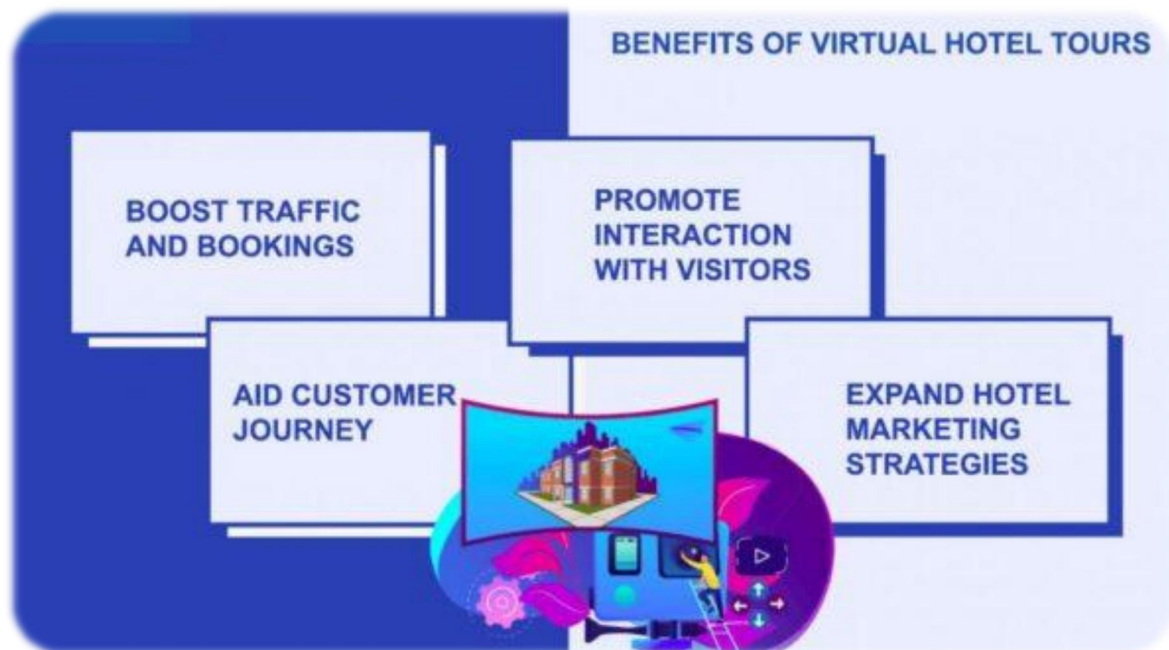 BENEFITS OF VIRTUAL HOTEL TOURS
BOOST TRAFFIC
AND BOOKINGS
PROMOTE
INTERACTION
WITH VISITORS
AID CUSTOMER
JOURNEY
EXPAND HOTEL
MARKETING
STRATEGIES